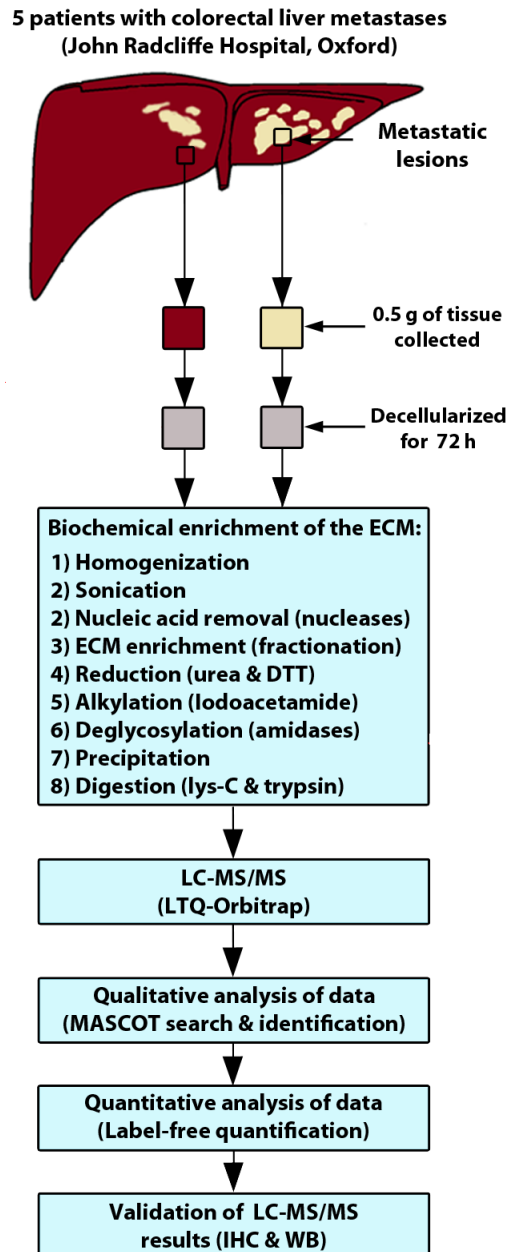 5 patients with colorectal liver metastases
(John Radcliffe Hospital, Oxford)
Metastatic
lesions
0.5 g of tissue
collected
Decellularized
for 72 h
Biochemical enrichment of the ECM:
1) Homogenization
2) Sonication
2) Nucleic acid removal (nucleases)
3) ECM enrichment (fractionation)
4) Reduction (urea & DTT)
5) Alkylation (Iodoacetamide)
6) Deglycosylation (amidases)
7) Precipitation
8) Digestion (lys-C & trypsin)
LC-MS/MS
(LTQ-Orbitrap)
Qualitative analysis of data
(MASCOT search & identification)
Quantitative analysis of data
(Label-free quantification)
Validation of LC-MS/MS
results (IHC & WB)